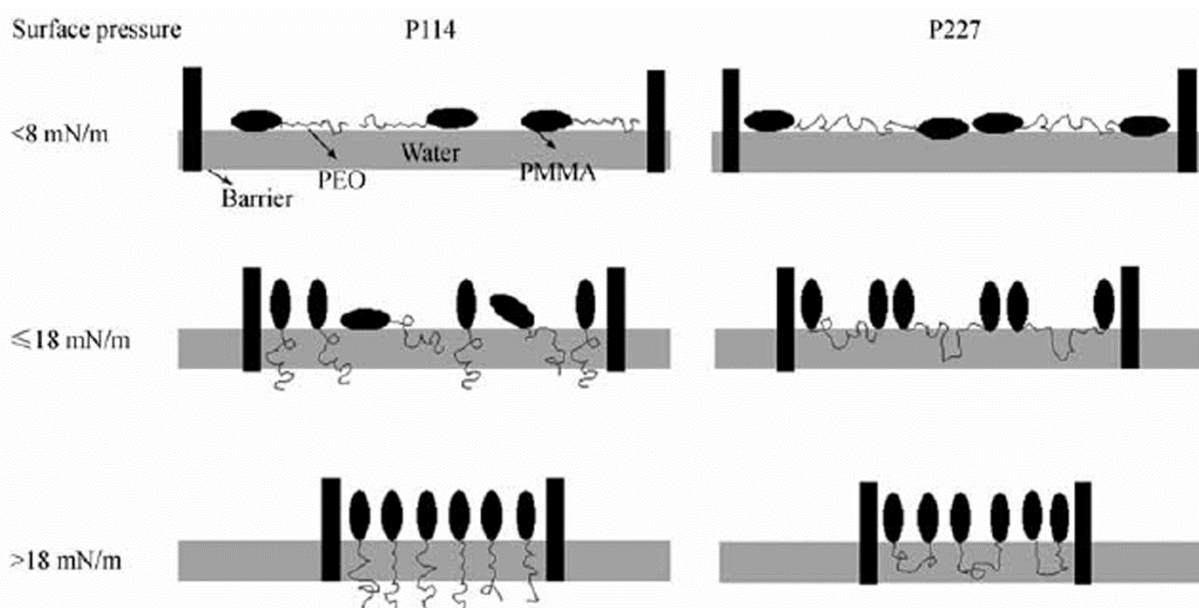 Surface pressure P114 P227
<8 mN/m
Water
PEO
PMMA
Barrier
⩽18 mN/m
>18 mN/m